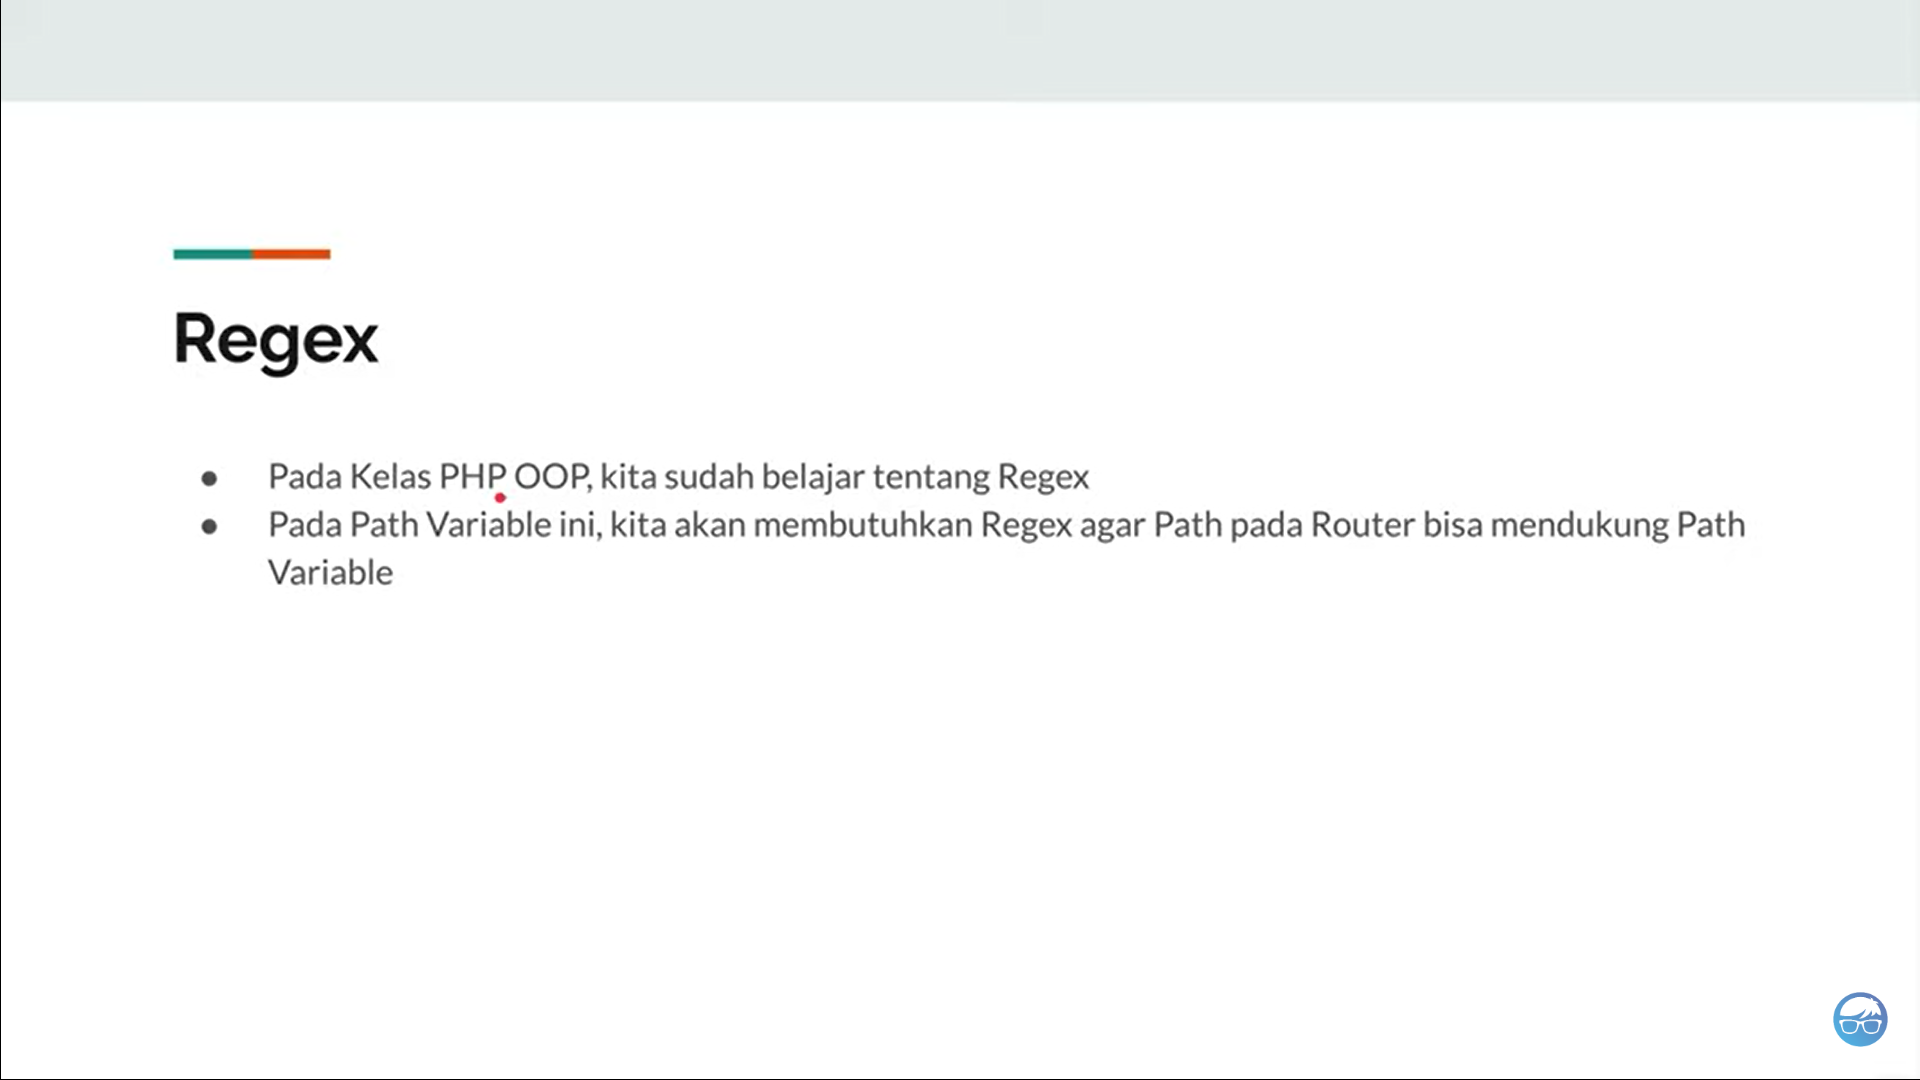 Regex
● Pada Kelas PHP OOP, kita sudah belajar tentang Regex
● Pada Path Variable ini, kita akan membutuhkan Regex agar Path pada Router bisa mendukung Path
Variable